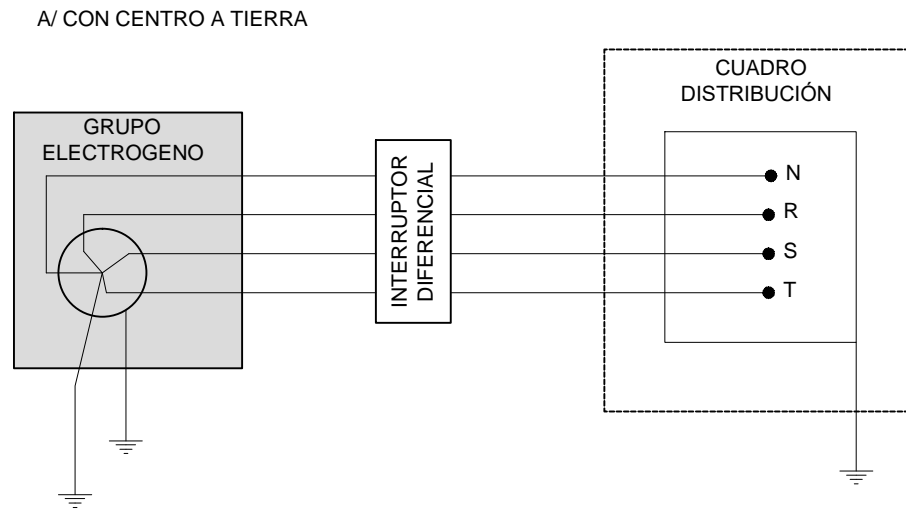 A/ CON CENTRO A TIERRA
CUADRO
DISTRIBUCIÓN
GRUPO
ELECTROGENO
INTERRUPTOR
DIFERENCIAL
N
R
S
T